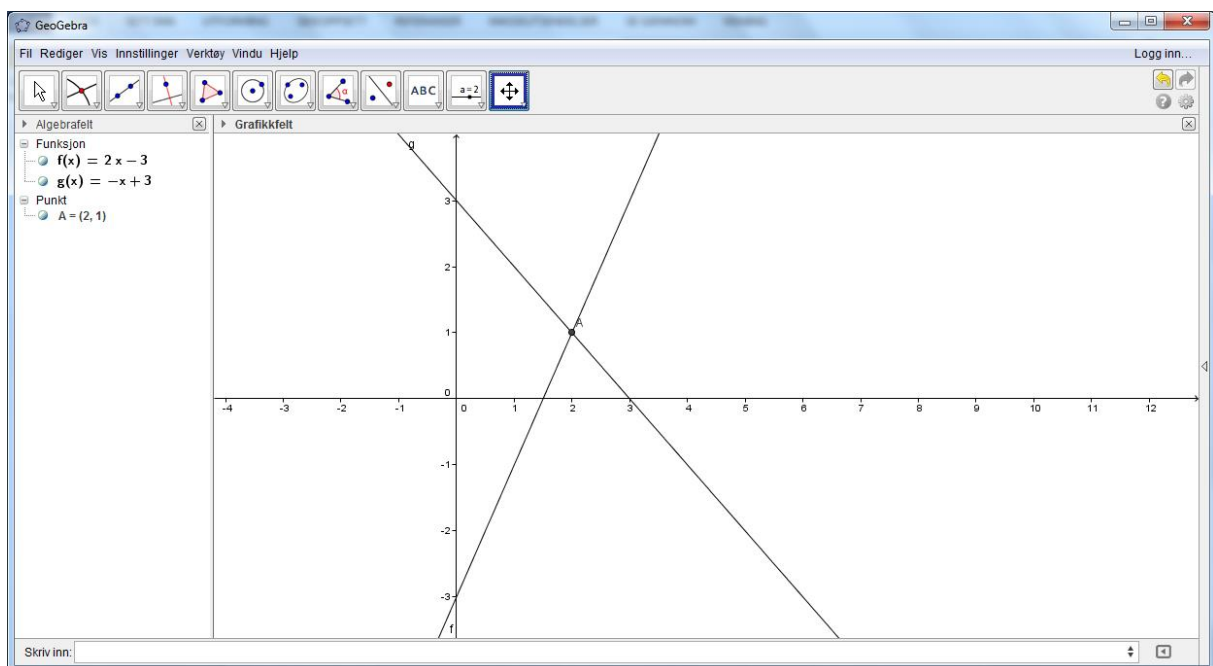 GeoGebra
Fil Rediger Vis Innstillinger Verktøy Vindu Hjelp
Logg inn...
ABC
a=2
α
Algebrafelt
Grafikkfelt
Funksjon
f(x) = 2 x − 3
g(x) = −x + 3
Punkt
A = (2, 1)
g
3
2
1
A
0
-4 -3 -2 -1 0 1 2 3 4 5 6 7 8 9 10 11 12
-1
-2
-3
f
Skriv inn: